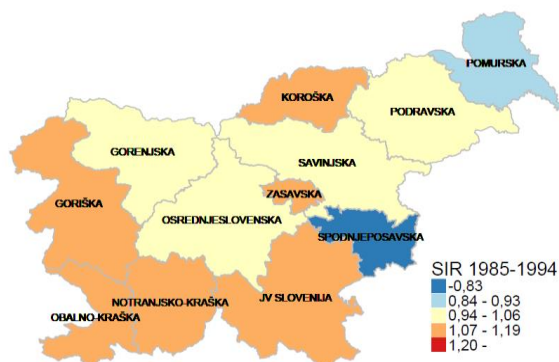 POMURSKA
KOROŠKA
PODRAVSKA
GORENJSKA
SAVINJSKA
ZASAVSKA
GORIŠKA
OSREDNJESLOVENSKA
SPODNJEPOSAVSKA
NOTRANJSKO-KRAŠKA
JV SLOVENIJA
OBALNO-KRAŠKA
SIR 1985-1994
-0,83
0,84 - 0,93
0,94 - 1,06
1,07 - 1,19
1,20 -